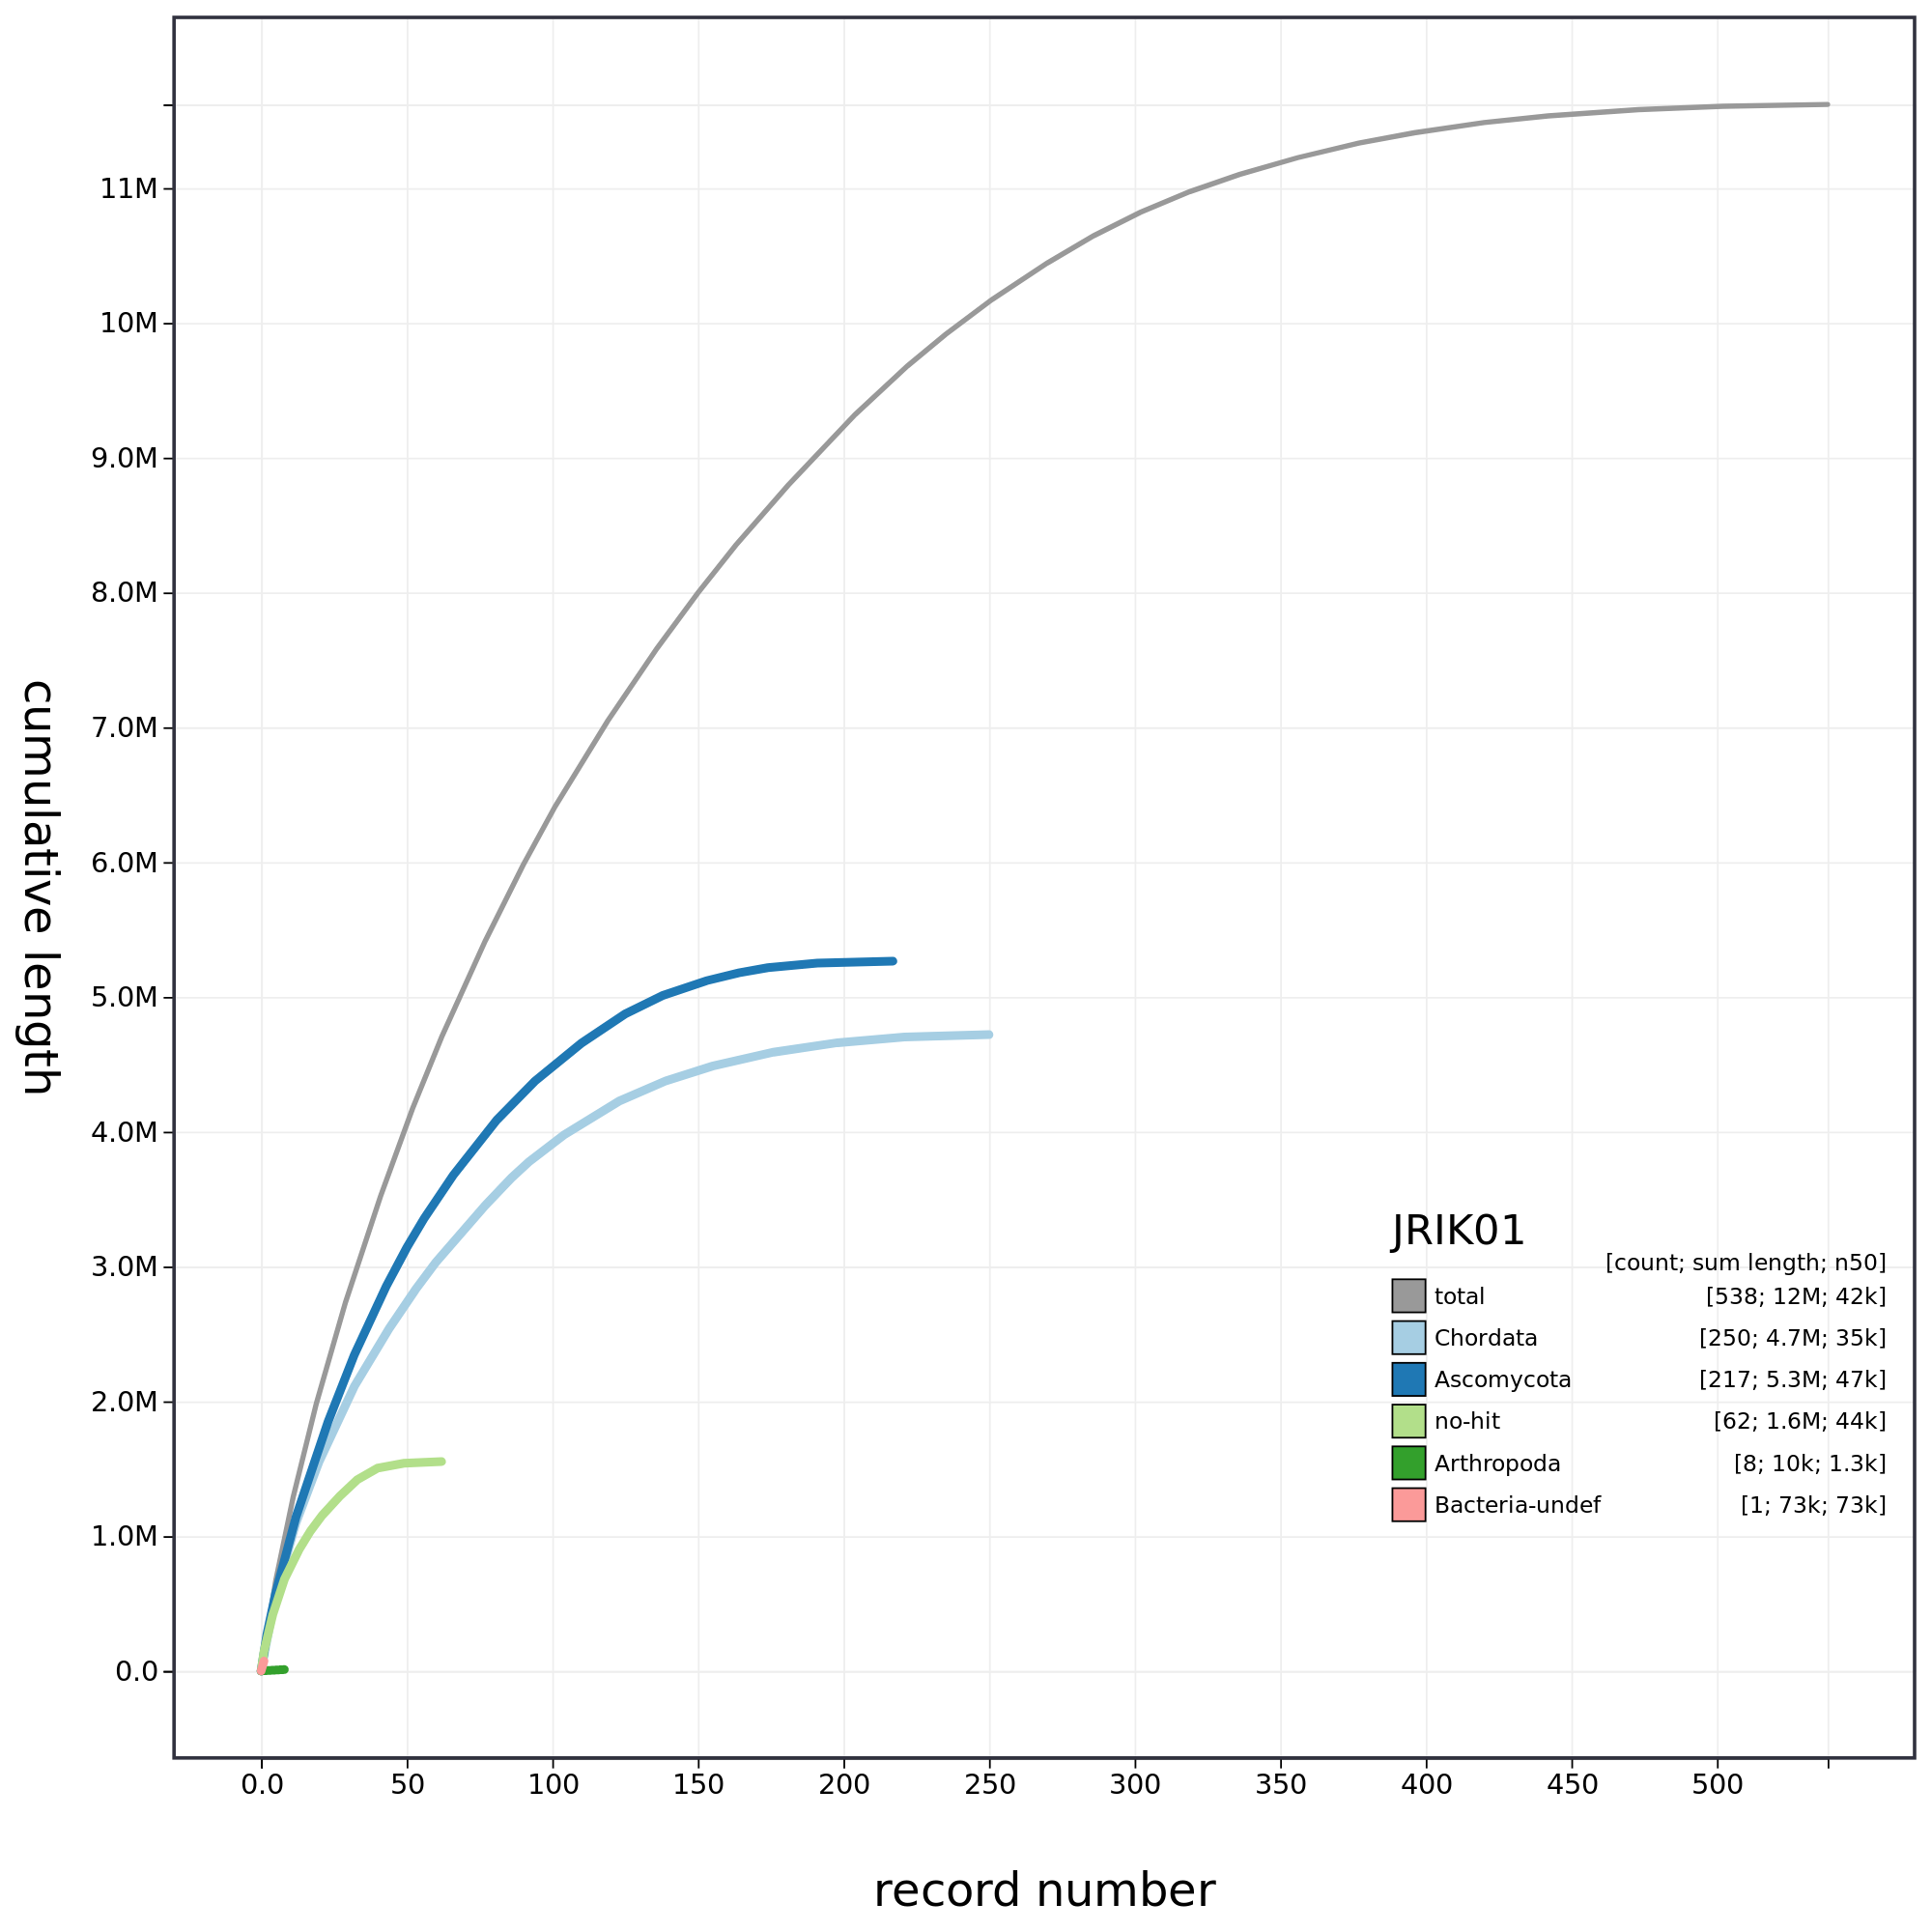 11M
10M
9.0M
8.0M
7.0M
6.0M
5.0M
4.0M
3.0M
2.0M
1.0M
0.0
cumulative length
JRIK01
[count; sum length; n50]
total [538; 12M; 42k]
Chordata [250; 4.7M; 35k]
Ascomycota [217; 5.3M; 47k]
no-hit [62; 1.6M; 44k]
Arthropoda [8; 10k; 1.3k]
Bacteria-undef [1; 73k; 73k]
0.0 50 100 150 200 250 300 350 400 450 500
record number